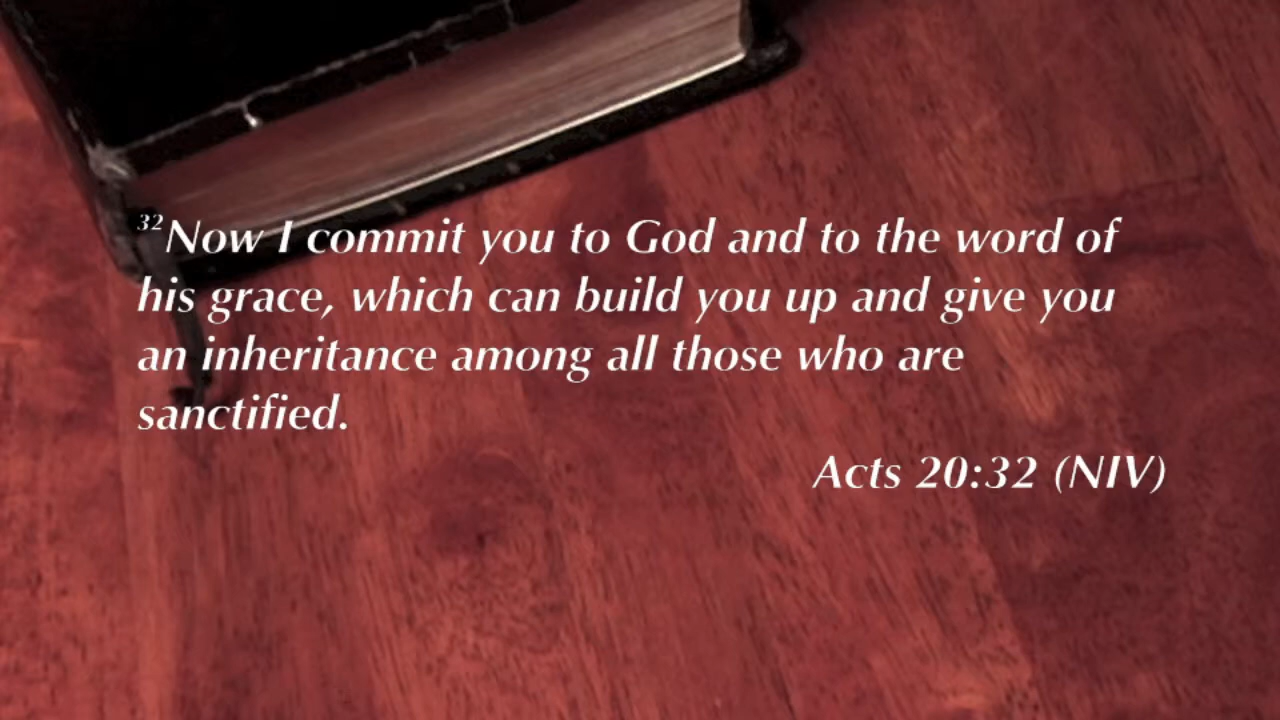 ³²Now I commit you to God and to the word of
his grace, which can build you up and give you
an inheritance among all those who are
sanctified.
Acts 20:32 (NIV)